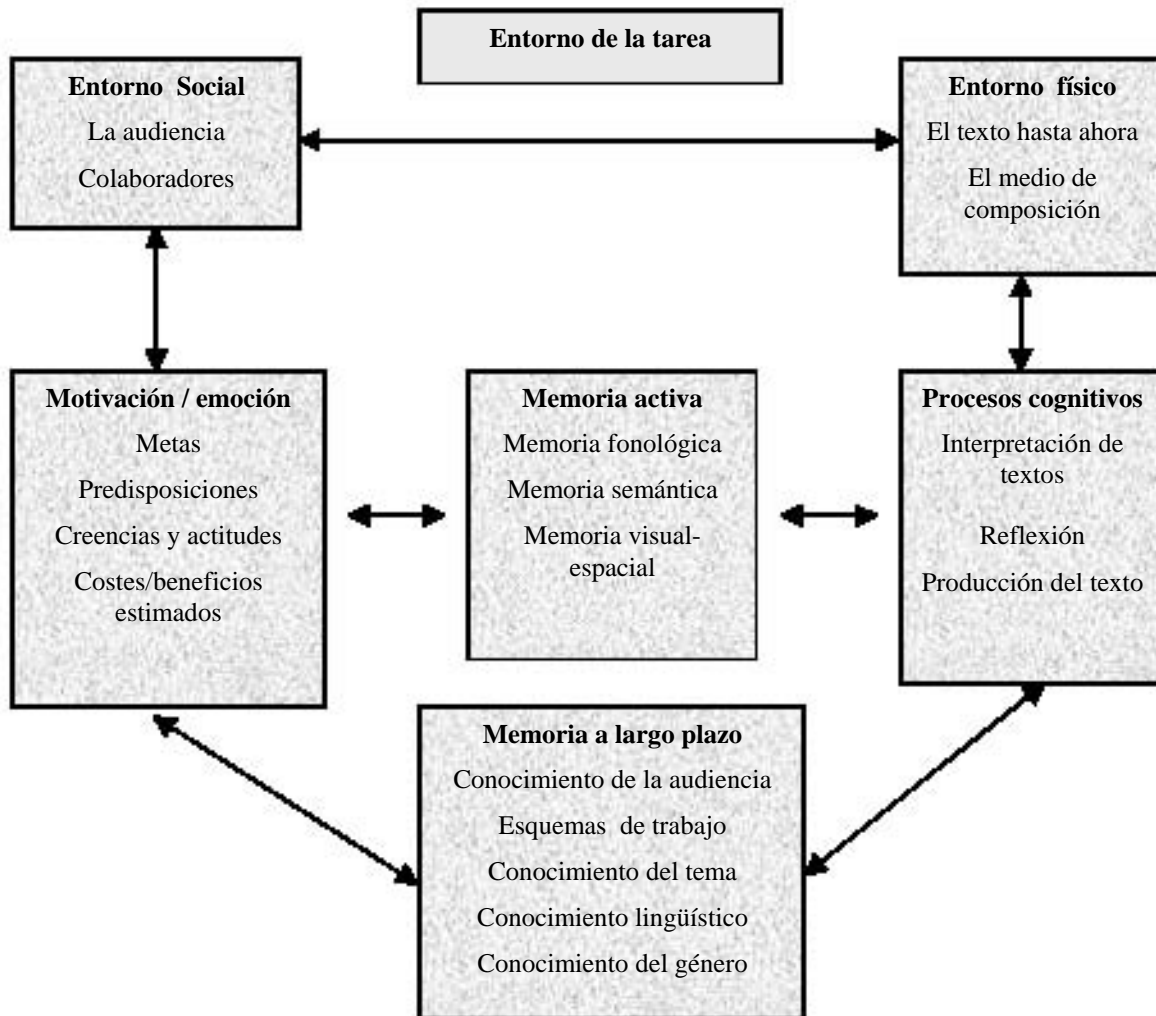 Entorno de la tarea
Entorno Social
La audiencia
Colaboradores
Entorno físico
El texto hasta ahora
El medio de
composición
Motivación / emoción
Metas
Predisposiciones
Creencias y actitudes
Costes/beneficios
estimados
Memoria activa
Memoria fonológica
Memoria semántica
Memoria visual-
espacial
Procesos cognitivos
Interpretación de
textos
Reflexión
Producción del texto
Memoria a largo plazo
Conocimiento de la audiencia
Esquemas de trabajo
Conocimiento del tema
Conocimiento lingüístico
Conocimiento del género